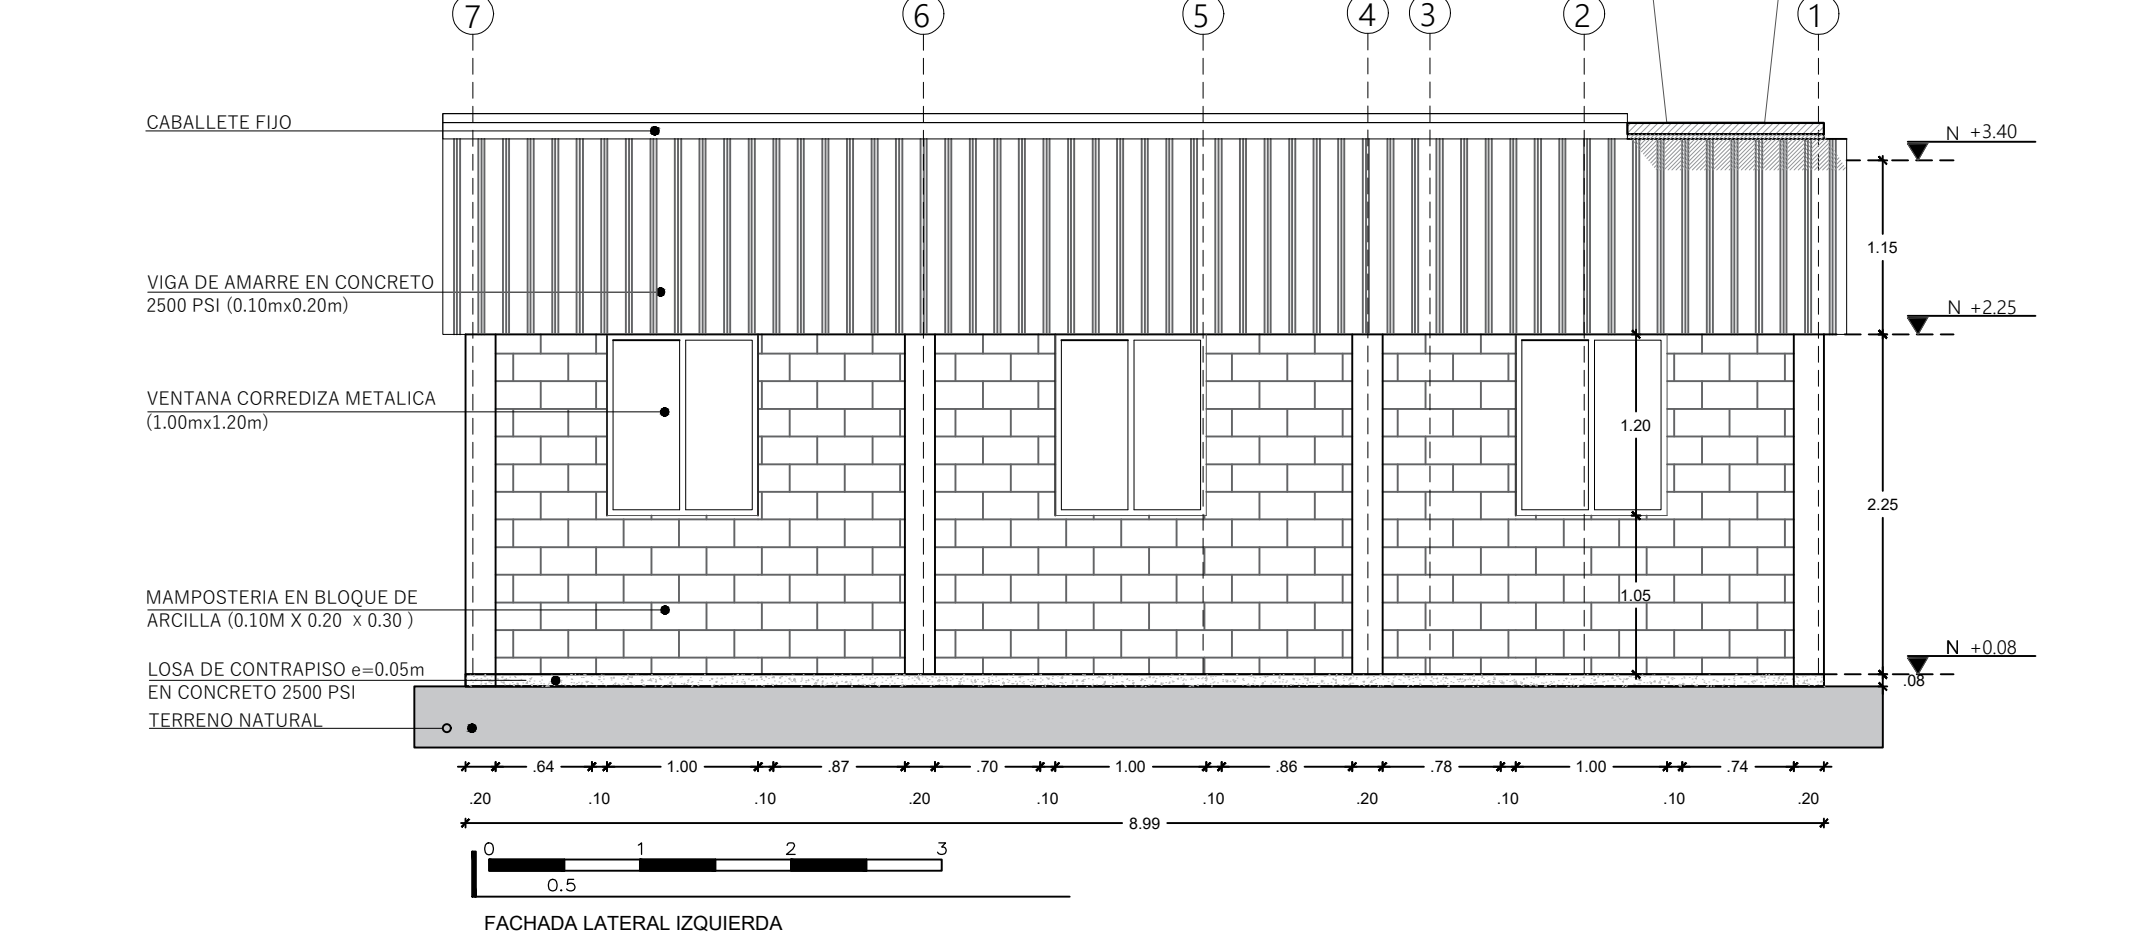 7 6 5 4 3 2 1
CABALLETE FIJO
N +3.40
1.15
VIGA DE AMARRE EN CONCRETO
2500 PSI (0.10mx0.20m)
N +2.25
VENTANA CORREDIZA METALICA
(1.00mx1.20m)
1.20
2.25
MAMPOSTERIA EN BLOQUE DE
ARCILLA (0.10M X 0.20 x 0.30 )
1.05
N +0.08
LOSA DE CONTRAPISO e=0.05m
EN CONCRETO 2500 PSI
.08
TERRENO NATURAL
.64 1.00 .87 .70 1.00 .86 .78 1.00 .74
.20 .10 .10 .20 .10 .10 .20 .10 .10 .20
8.99
0 1 2 3
0.5
FACHADA LATERAL IZQUIERDA